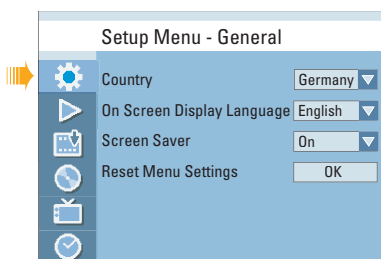 Setup Menu - General
Country Germany
On Screen Display Language English
Screen Saver On
Reset Menu Settings OK